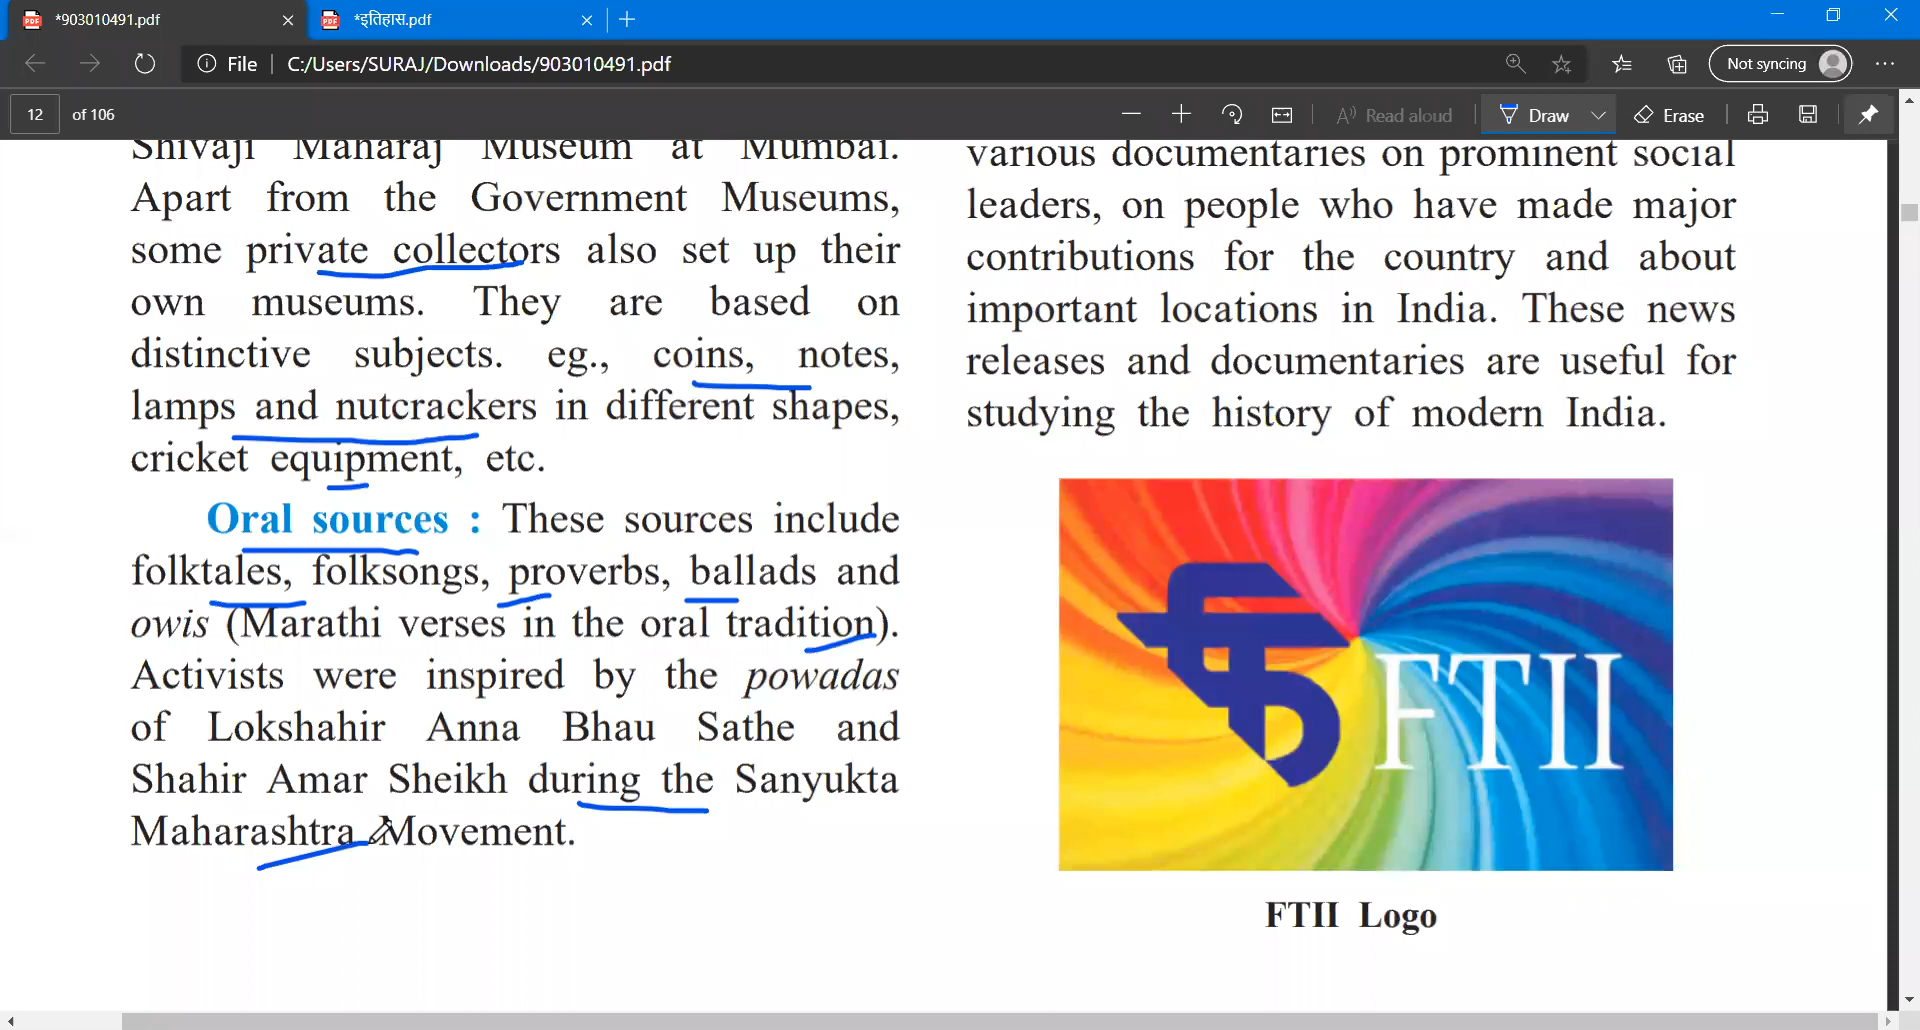 *903010491.pdf
*इतिहास.pdf
File
C:/Users/SURAJ/Downloads/903010491.pdf
Not syncing
12 of 106
Read aloud
Draw
Erase
Shivaji Maharaj Museum at Mumbai.
Apart from the Government Museums,
some private collectors also set up their
own museums. They are based on
distinctive subjects. eg., coins, notes,
lamps and nutcrackers in different shapes,
cricket equipment, etc.
Oral sources : These sources include
folktales, folksongs, proverbs, ballads and
owis (Marathi verses in the oral tradition).
Activists were inspired by the powadas
of Lokshahir Anna Bhau Sathe and
Shahir Amar Sheikh during the Sanyukta
Maharashtra Movement.
various documentaries on prominent social
leaders, on people who have made major
contributions for the country and about
important locations in India. These news
releases and documentaries are useful for
studying the history of modern India.
FTII
FTII Logo